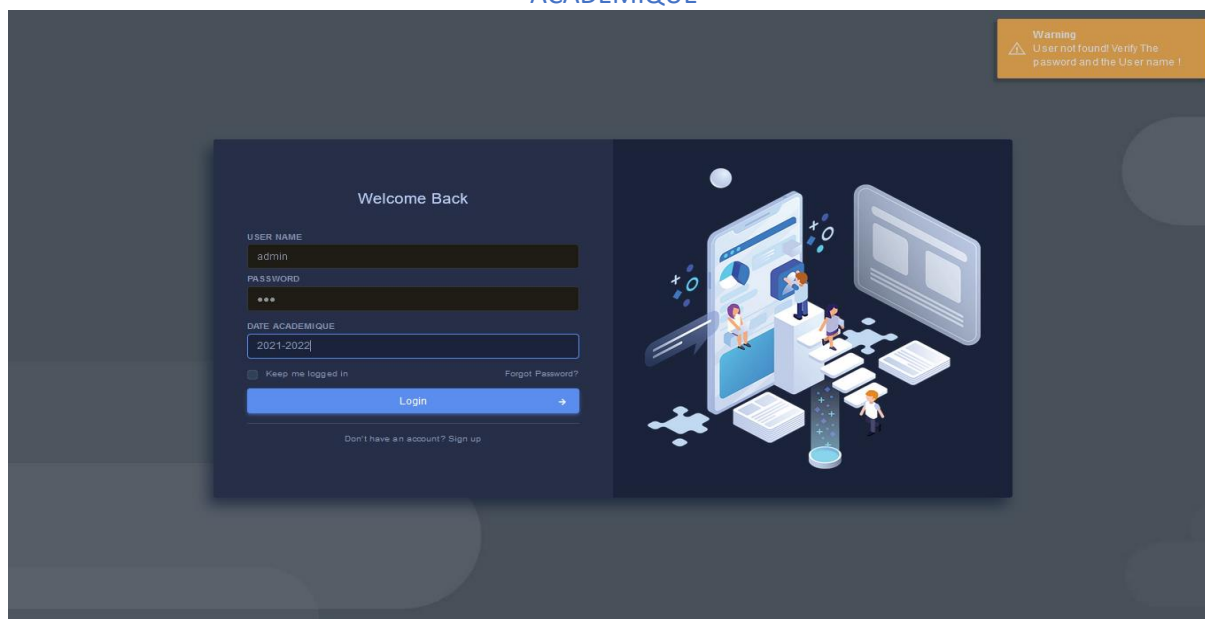 ACADEMIQUE
Warning
User not found! Verify The
pasword and the User name !
Welcome Back
USER NAME
admin
PASSWORD
●●●
DATE ACADEMIQUE
2021-2022
Keep me logged in
Forgot Password?
Login
Don't have an account? Sign up